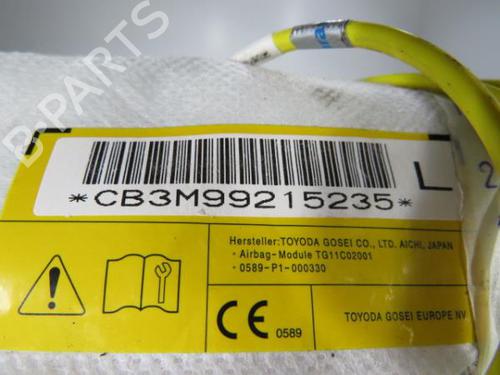 B-PARTS
L
*CB3M99215235*
2
Hersteller:TOYODA GOSEI CO., LTD. AICHI, JAPAN
· Airbag-Module TG11C02001
· 0589-P1-000330
CE 0589
TOYODA GOSEI EUROPE NV